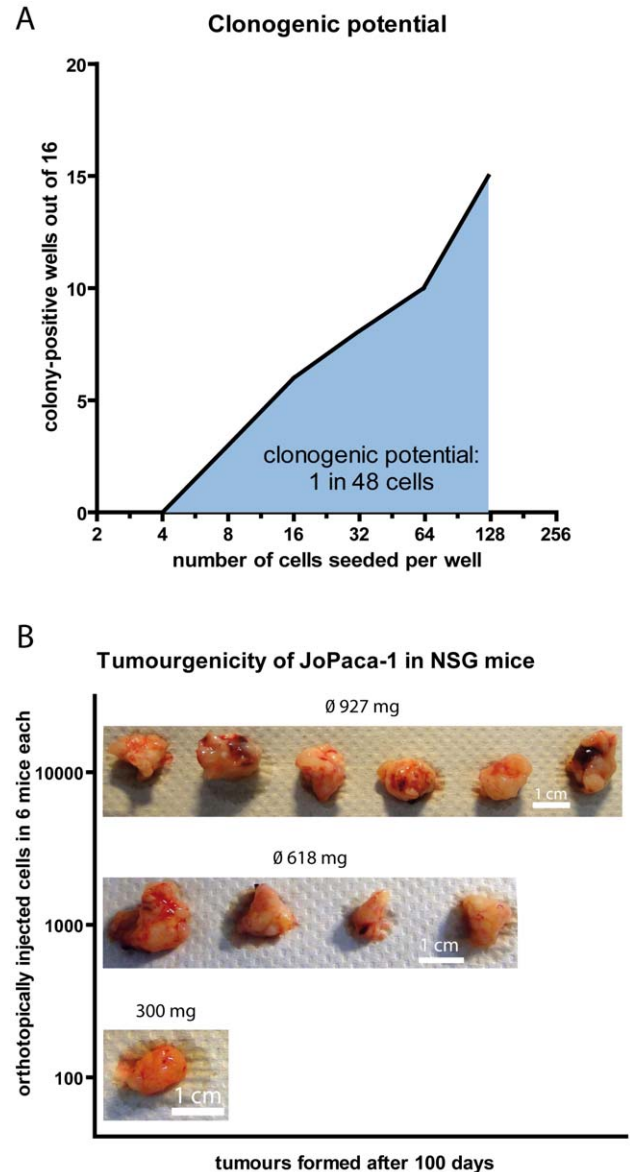 A
Clonogenic potential
20
15
10
5
0
colony-positive wells out of 16
clonogenic potential:
1 in 48 cells
2 4 8 16 32 64 128 256
number of cells seeded per well
B
Tumourgenicity of JoPaca-1 in NSG mice
orthotopically injected cells in 6 mice each
Ø 927 mg
10000
1 cm
Ø 618 mg
1000
1 cm
300 mg
100
1 cm
tumours formed after 100 days